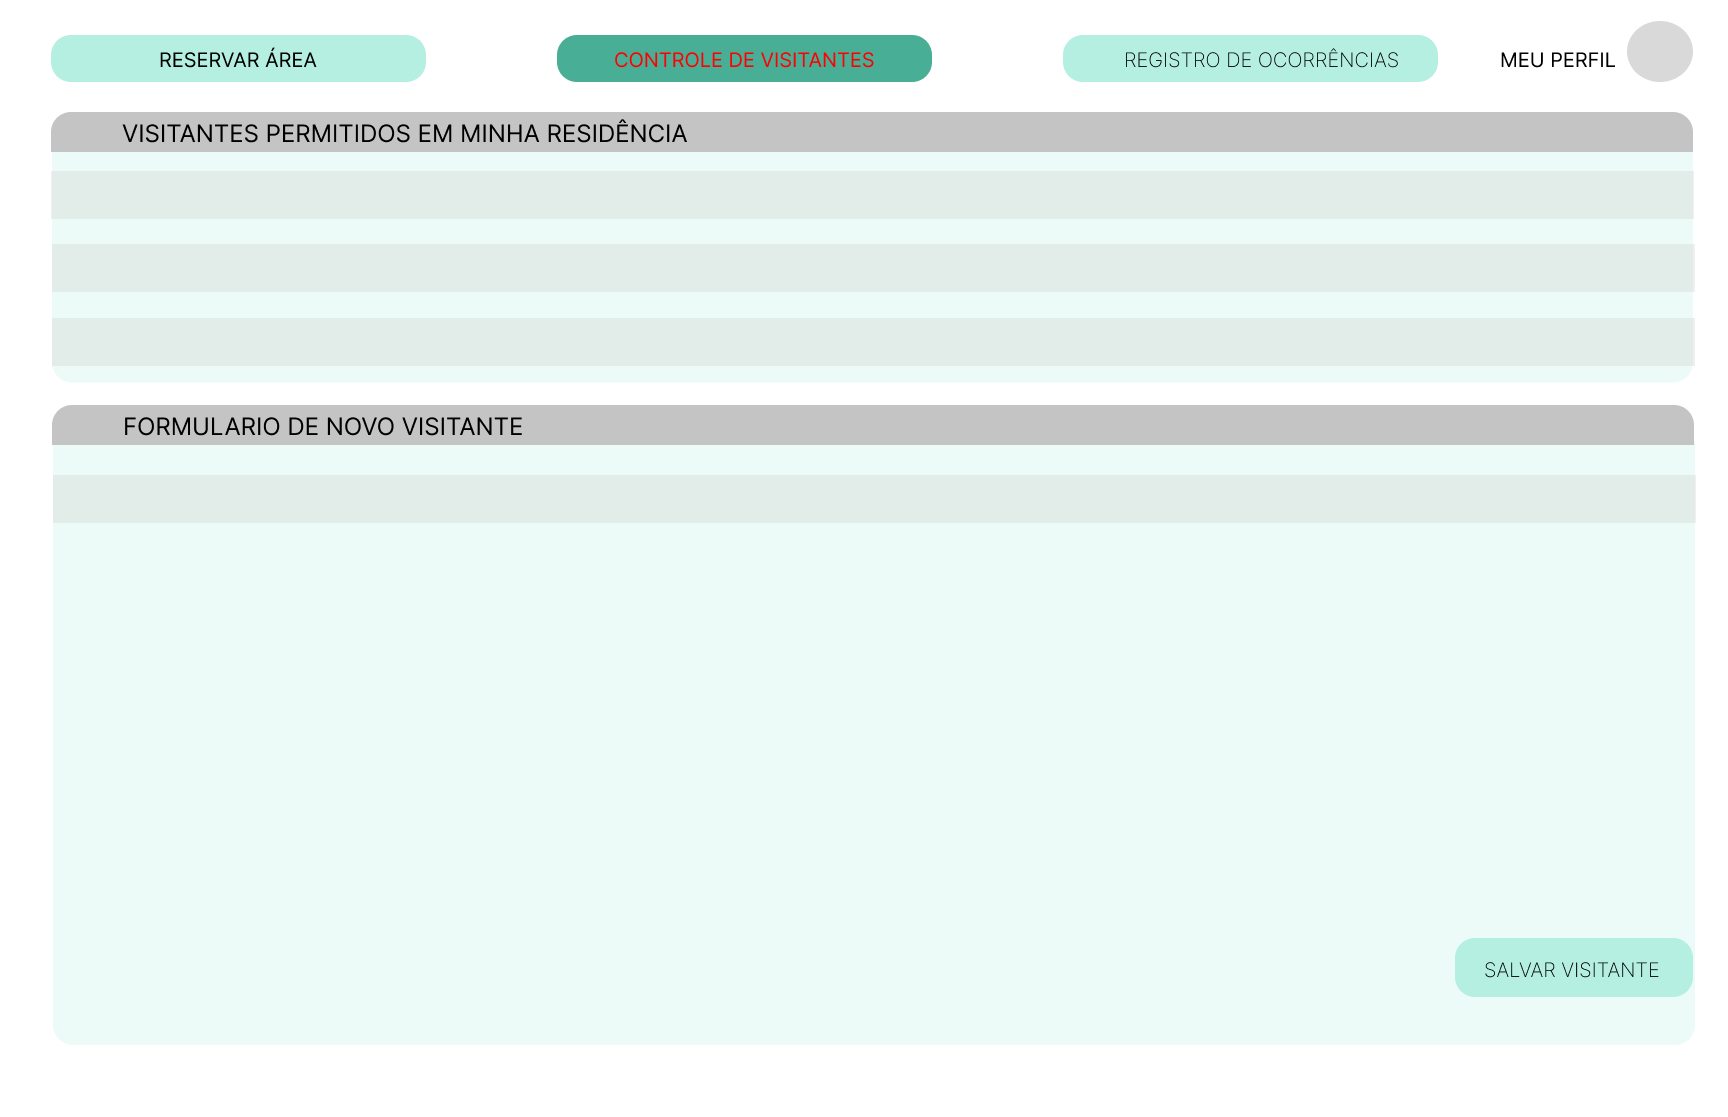 RESERVAR ÁREA
CONTROLE DE VISITANTES
REGISTRO DE OCORRÊNCIAS
MEU PERFIL
VISITANTES PERMITIDOS EM MINHA RESIDÊNCIA
FORMULARIO DE NOVO VISITANTE
SALVAR VISITANTE